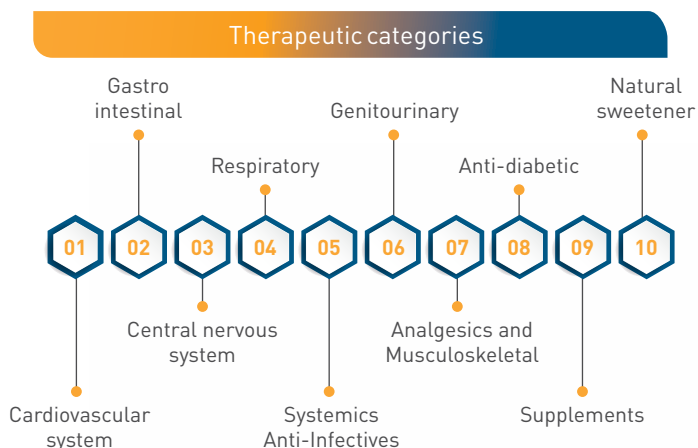 Therapeutic categories
Gastro
intestinal
Genitourinary
Natural
sweetener
Respiratory
Anti-diabetic
01
02
03
04
05
06
07
08
09
10
Central nervous
system
Analgesics and
Musculoskeletal
Cardiovascular
system
Systemics
Anti-Infectives
Supplements